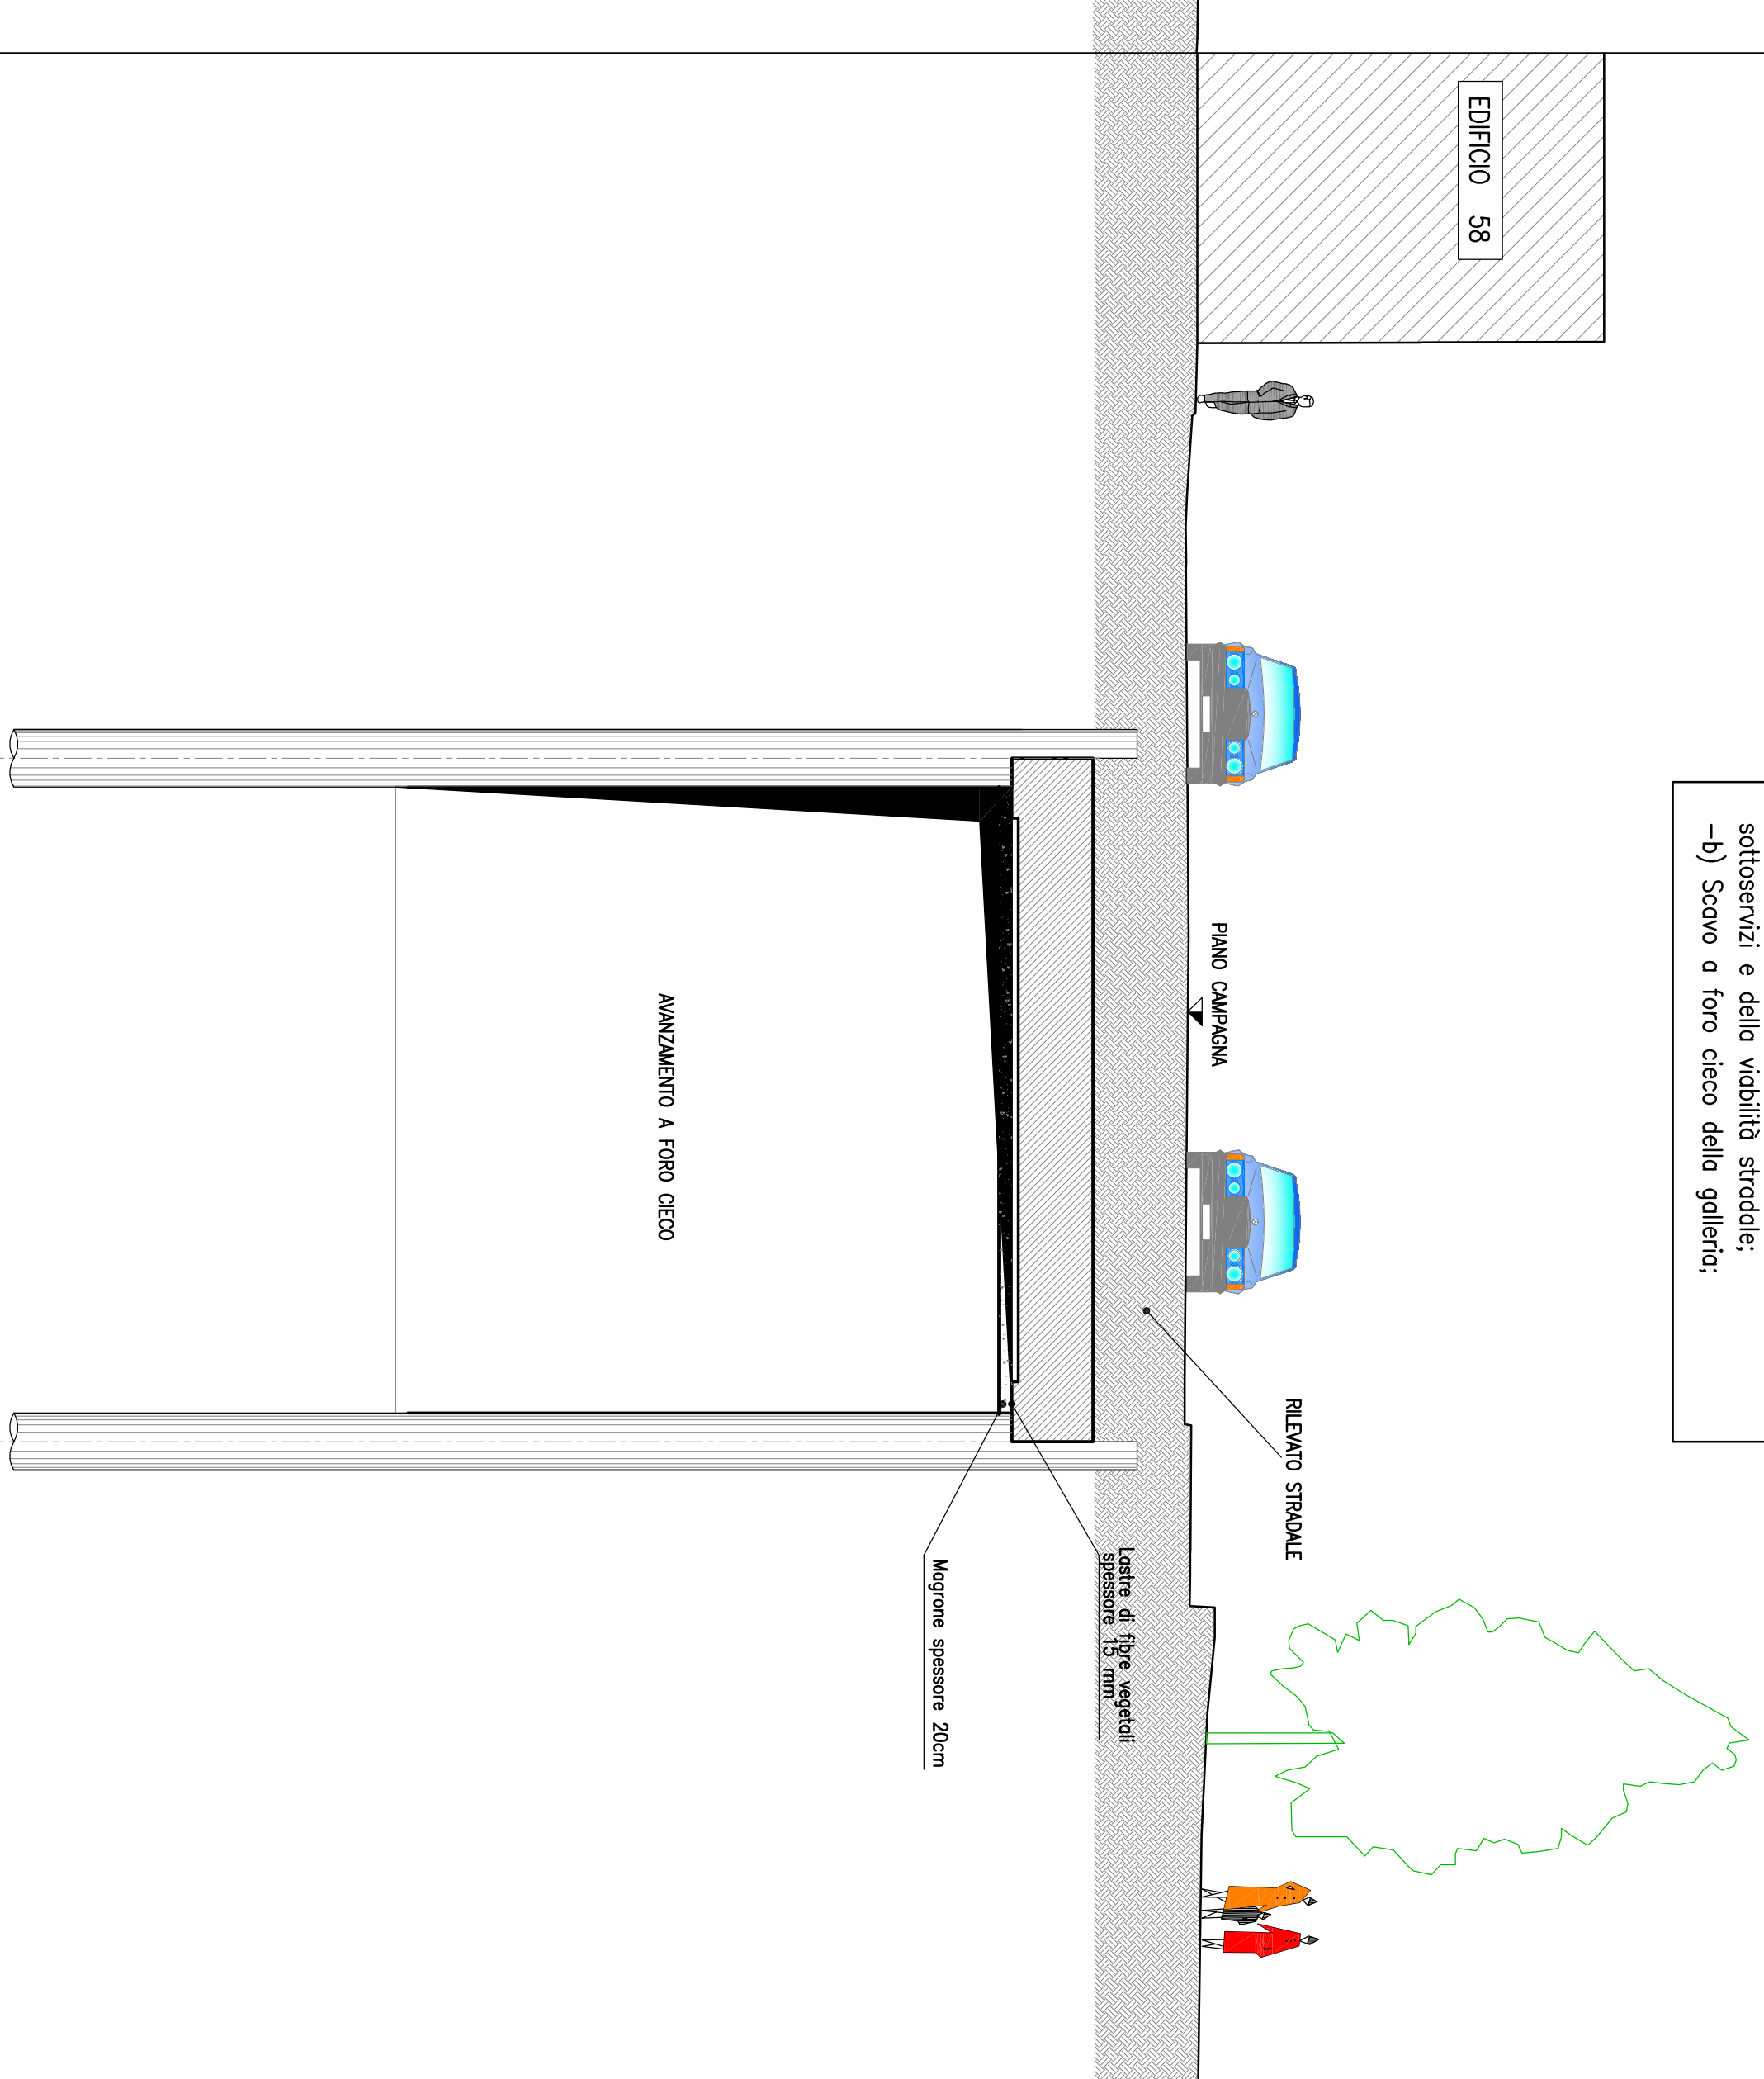 sottoservizi e della viabilità stradale;
-b) Scavo a foro cieco della galleria;
EDIFICIO 58
PIANO CAMPAGNA
RILEVATO STRADALE
Lastre di fibre vegetali
spessore 15 mm
Magrone spessore 20cm
AVANZAMENTO A FORO CIECO